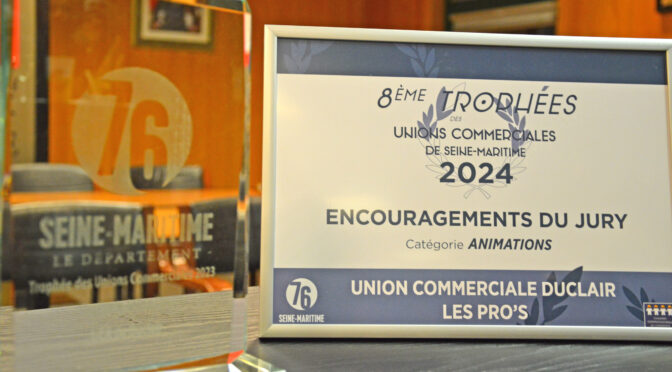 76
SEINE-MARITIME
LE DÉPARTEMENT
Trophée des Unions Commerciales 2023
8ÈME TROPHÉES
DES
UNIONS COMMERCIALES
DE SEINE-MARITIME
2024
ENCOURAGEMENTS DU JURY
Catégorie ANIMATIONS
76
SEINE-MARITIME
UNION COMMERCIALE DUCLAIR
LES PRO'S